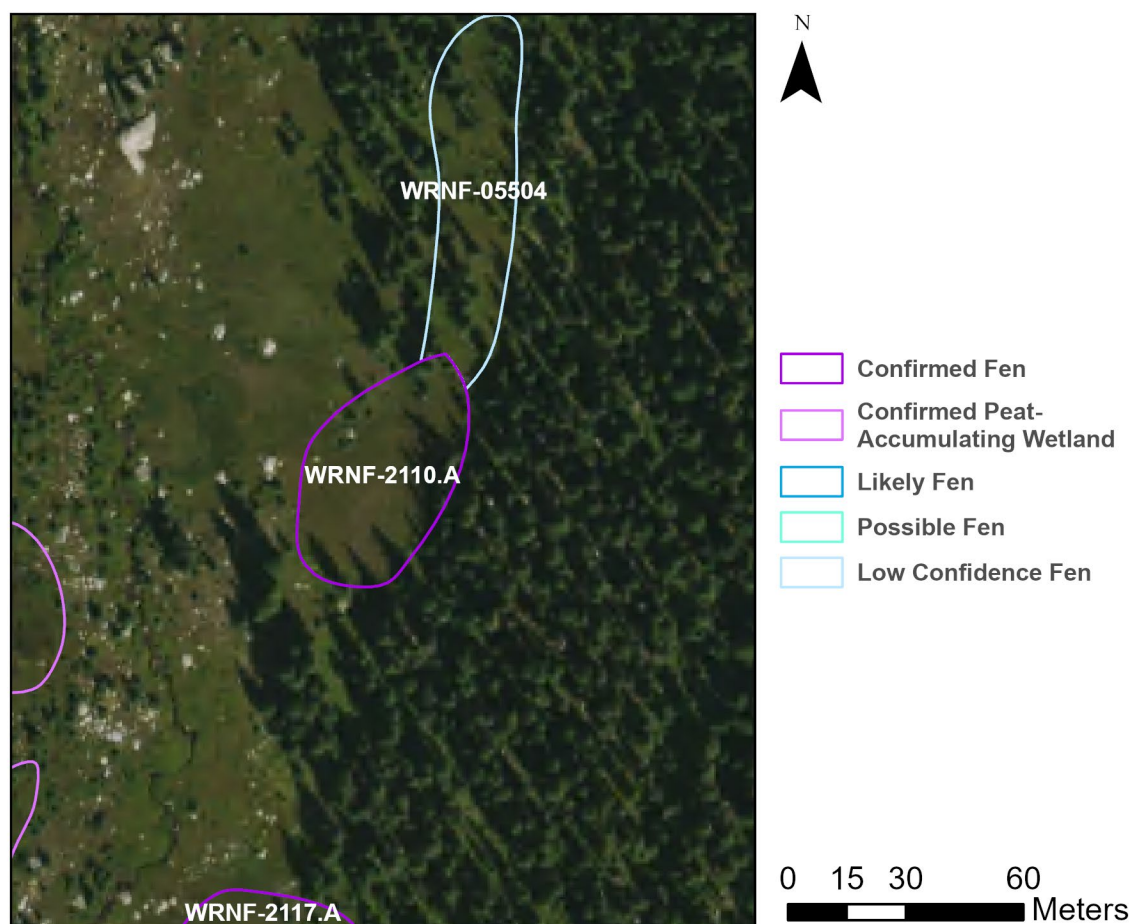 N
WRNF-05504
WRNF-2110.A
WRNF-2117.A
Confirmed Fen
Confirmed Peat-
Accumulating Wetland
Likely Fen
Possible Fen
Low Confidence Fen
0 15 30 60
Meters